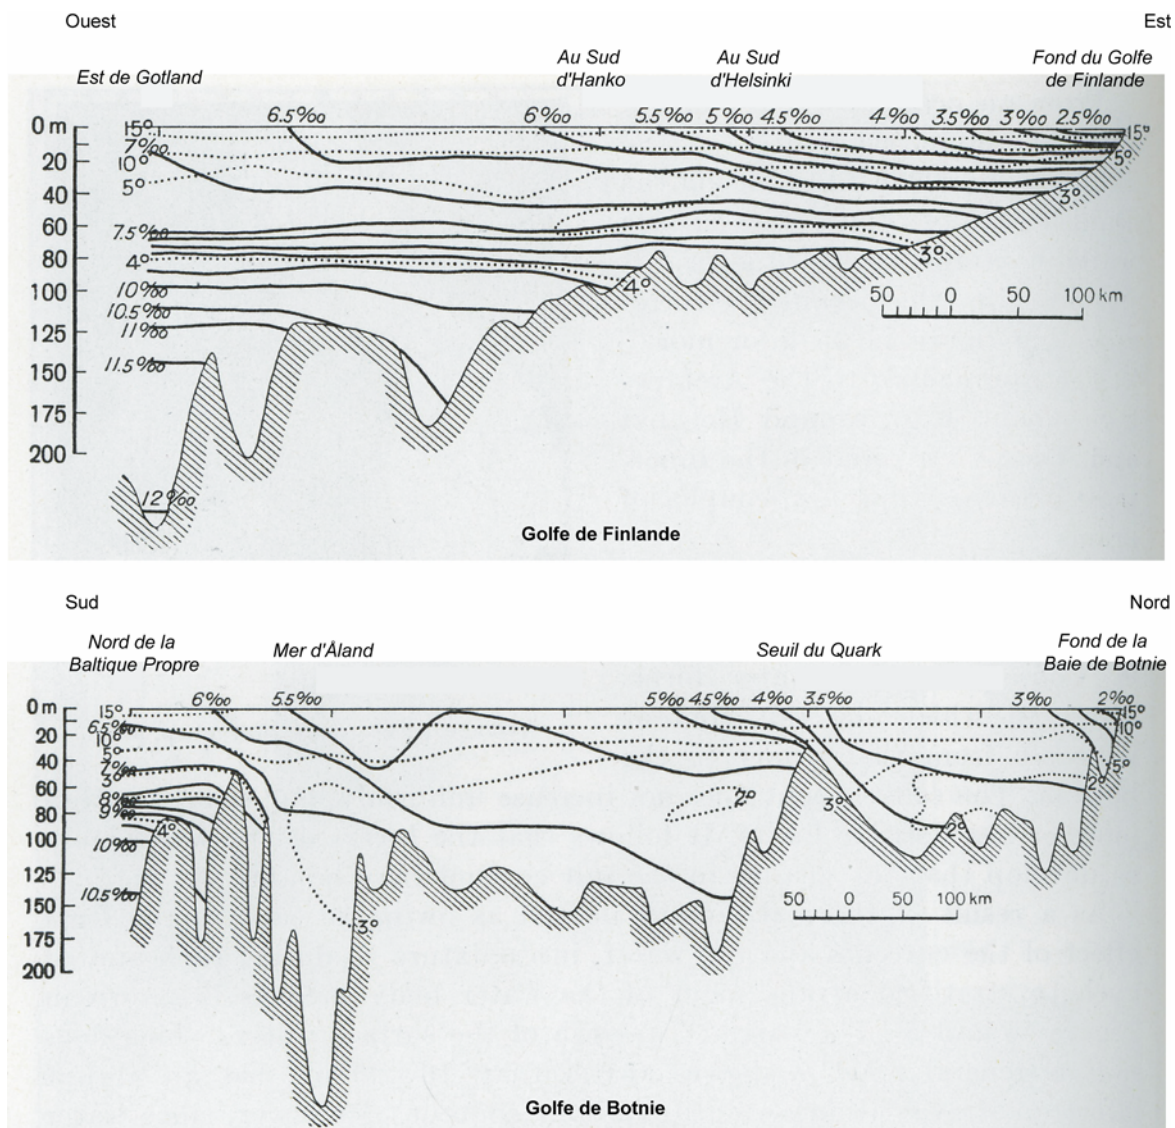 Ouest
Est
Est de Gotland
Au Sud
d'Hanko
Au Sud
d'Helsinki
Fond du Golfe
de Finlande
6.5‰ 6‰ 5.5‰ 5‰ 4.5‰ 4‰ 3.5‰ 3‰ 2.5‰
0 m
15° 15°
7‰
20
10°
5°
5°
40
3°
60
7.5‰
3°
80
4°
4°
100
10‰
50 0 50 100 km
10.5‰
125
11‰
150
11.5‰
175
200
12‰
Golfe de Finlande
Sud
Nord
Nord de la
Baltique Propre
Mer d'Åland
Seuil du Quark
Fond de la
Baie de Botnie
6‰ 5.5‰ 5‰ 4.5‰ 4‰ 3.5‰ 3‰ 2‰
0 m
15° 15°
6.5‰
10°
20
10°
5°
40
7‰
5°
3°
2°
60
8‰
2°
3°
80
9‰
4°
2°
100
10‰
125
10.5‰
50 0 50 100 km
150
3°
175
200
Golfe de Botnie